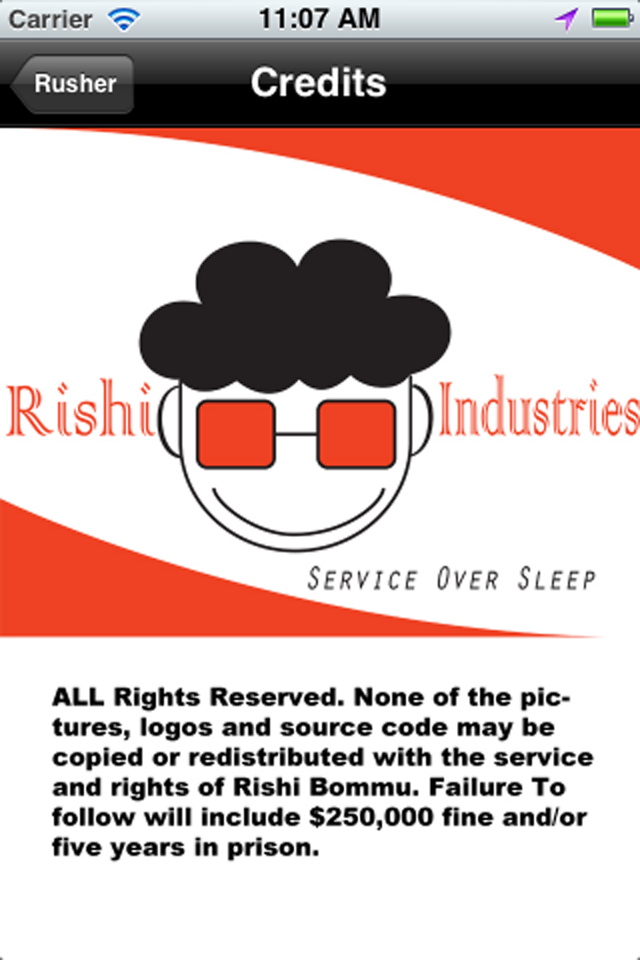 Carrier 11:07 AM
Rusher Credits
Rishi Industries
SERVICE OVER SLEEP
ALL Rights Reserved. None of the pic-
tures, logos and source code may be
copied or redistributed with the service
and rights of Rishi Bommu. Failure To
follow will include $250,000 fine and/or
five years in prison.